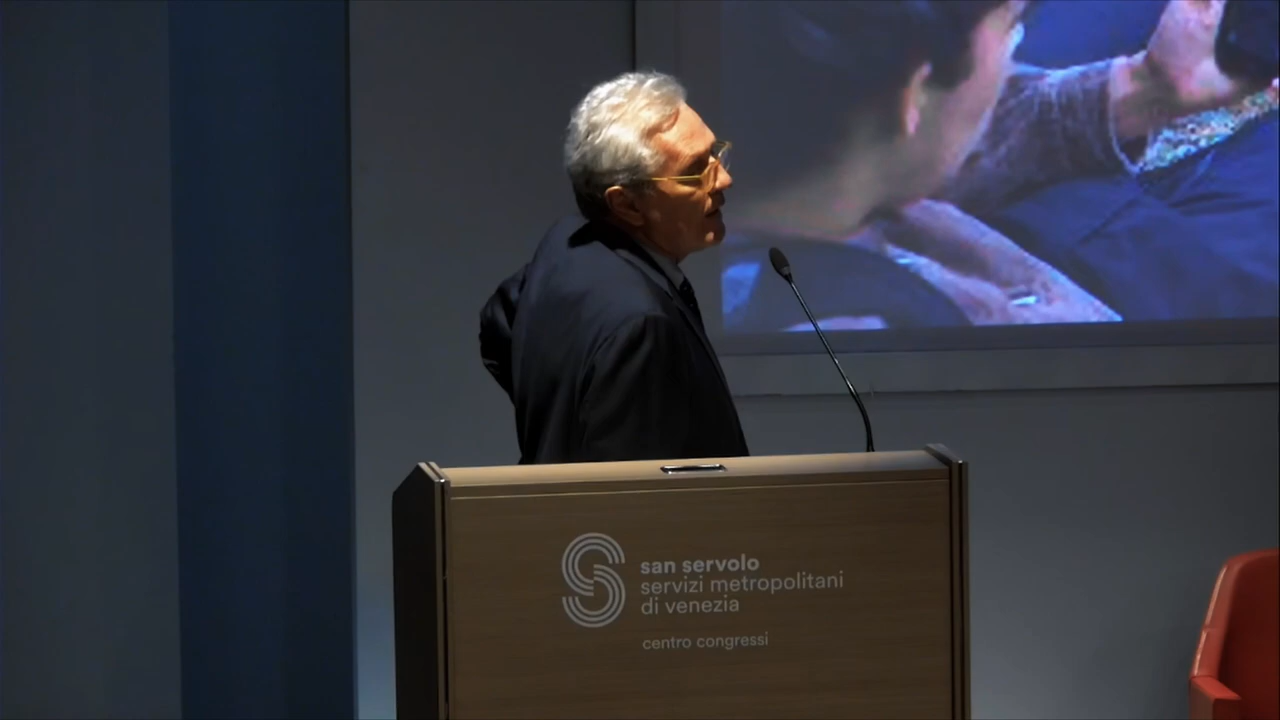 san servolo
servizi metropolitani
di venezia
centro congressi